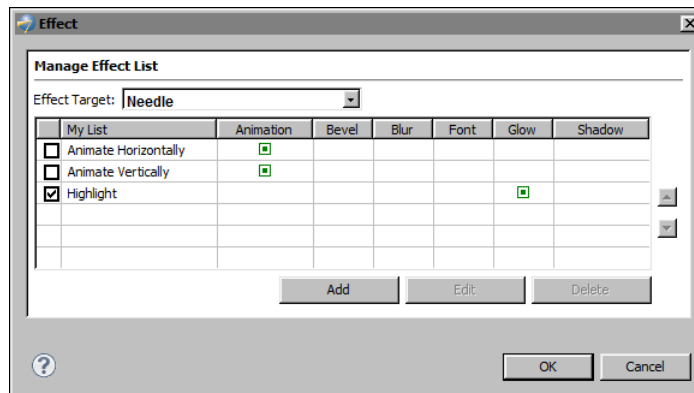 Effect
Manage Effect List
Effect Target: Needle
My List Animation Bevel Blur Font Glow Shadow
Animate Horizontally
Animate Vertically
Highlight
Add Edit Delete
? OK Cancel